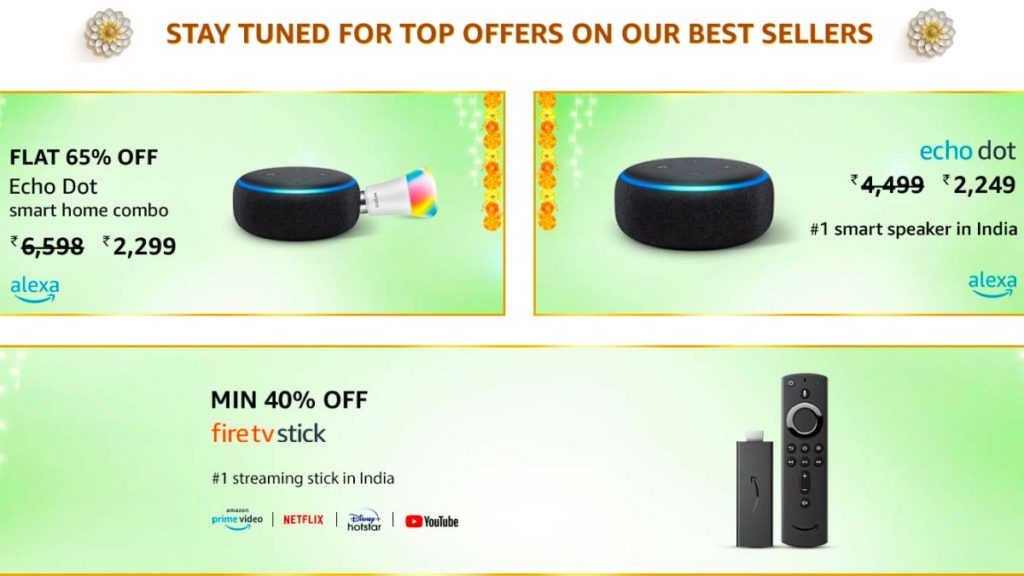 STAY TUNED FOR TOP OFFERS ON OUR BEST SELLERS
FLAT 65% OFF
Echo Dot
smart home combo
₹6,598 ₹2,299
alexa
echo dot
₹4,499 ₹2,249
#1 smart speaker in India
alexa
MIN 40% OFF
fire tv stick
#1 streaming stick in India
amazon
prime video | NETFLIX | Disney+ hotstar | YouTube